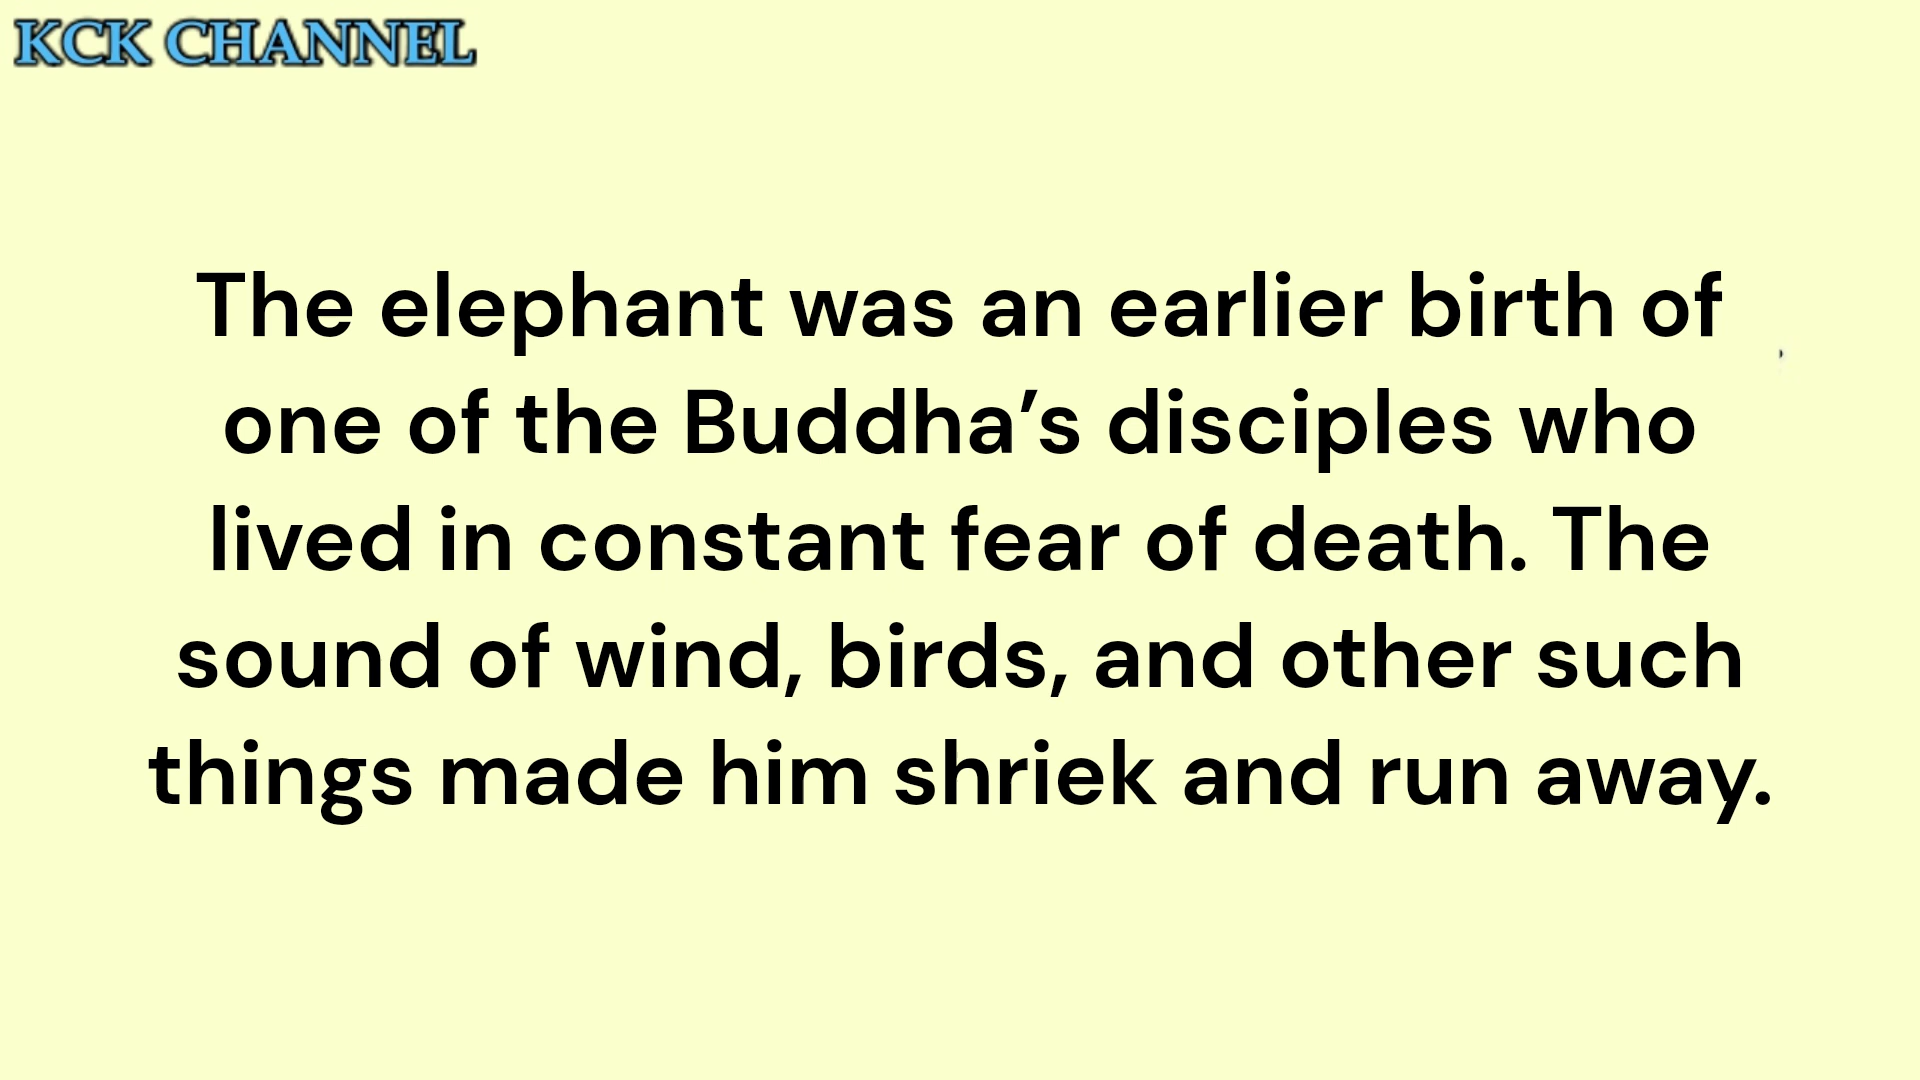 KCK CHANNEL
The elephant was an earlier birth of
one of the Buddha’s disciples who
lived in constant fear of death. The
sound of wind, birds, and other such
things made him shriek and run away.